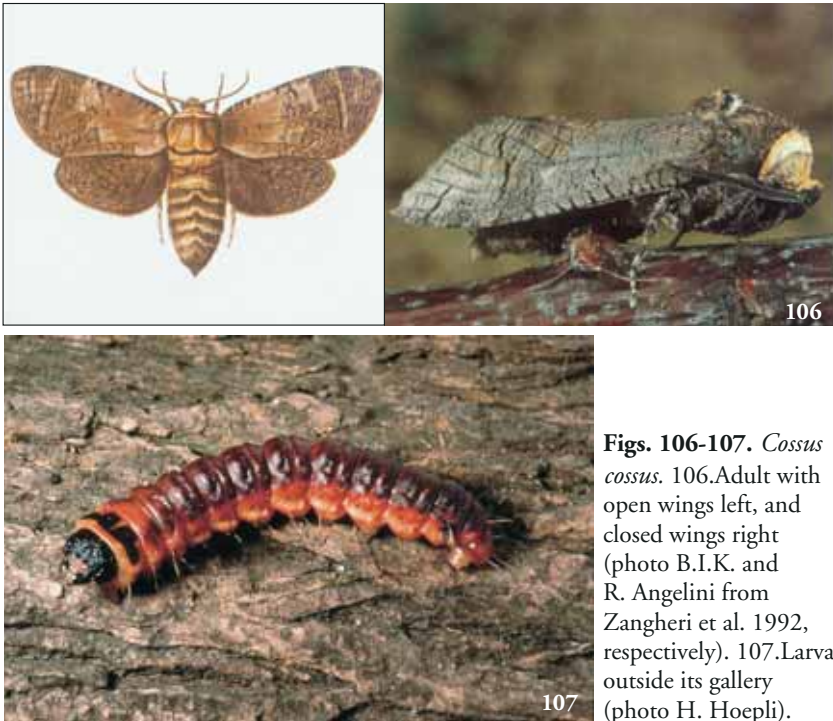 106
107
Figs. 106-107. Cossus
cossus. 106.Adult with
open wings left, and
closed wings right
(photo B.I.K. and
R. Angelini from
Zangheri et al. 1992,
respectively). 107.Larva
outside its gallery
(photo H. Hoepli).